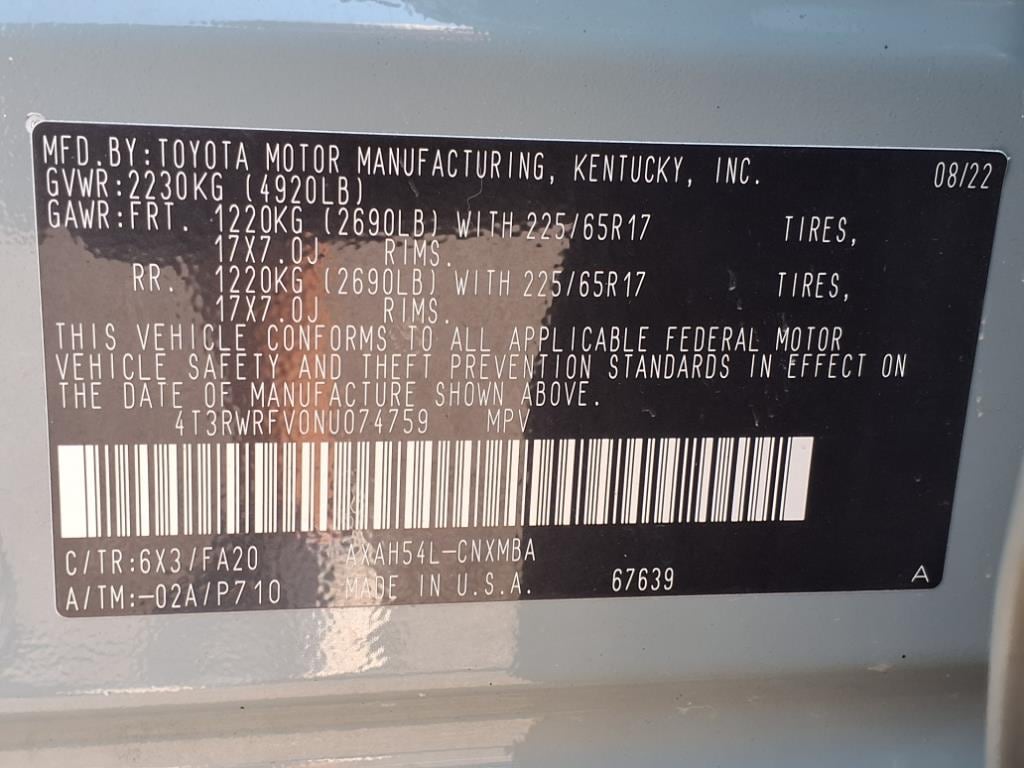 MFD.BY:TOYOTA MOTOR MANUFACTURING, KENTUCKY, INC. 08/22
GVWR:2230KG (4920LB)
GAWR:FRT. 1220KG (2690LB) WITH 225/65R17 TIRES,
17X7.0J RIMS.
RR. 1220KG (2690LB) WITH 225/65R17 TIRES,
17X7.0J RIMS.
THIS VEHICLE CONFORMS TO ALL APPLICABLE FEDERAL MOTOR
VEHICLE SAFETY AND THEFT PREVENTION STANDARDS IN EFFECT ON
THE DATE OF MANUFACTURE SHOWN ABOVE.
4T3RWRFV0NU074759 MPV
C/TR:6X3/FA20 AXAH54L-CNXMBA
A/TM:-02A/P710 MADE IN U.S.A. 67639 A